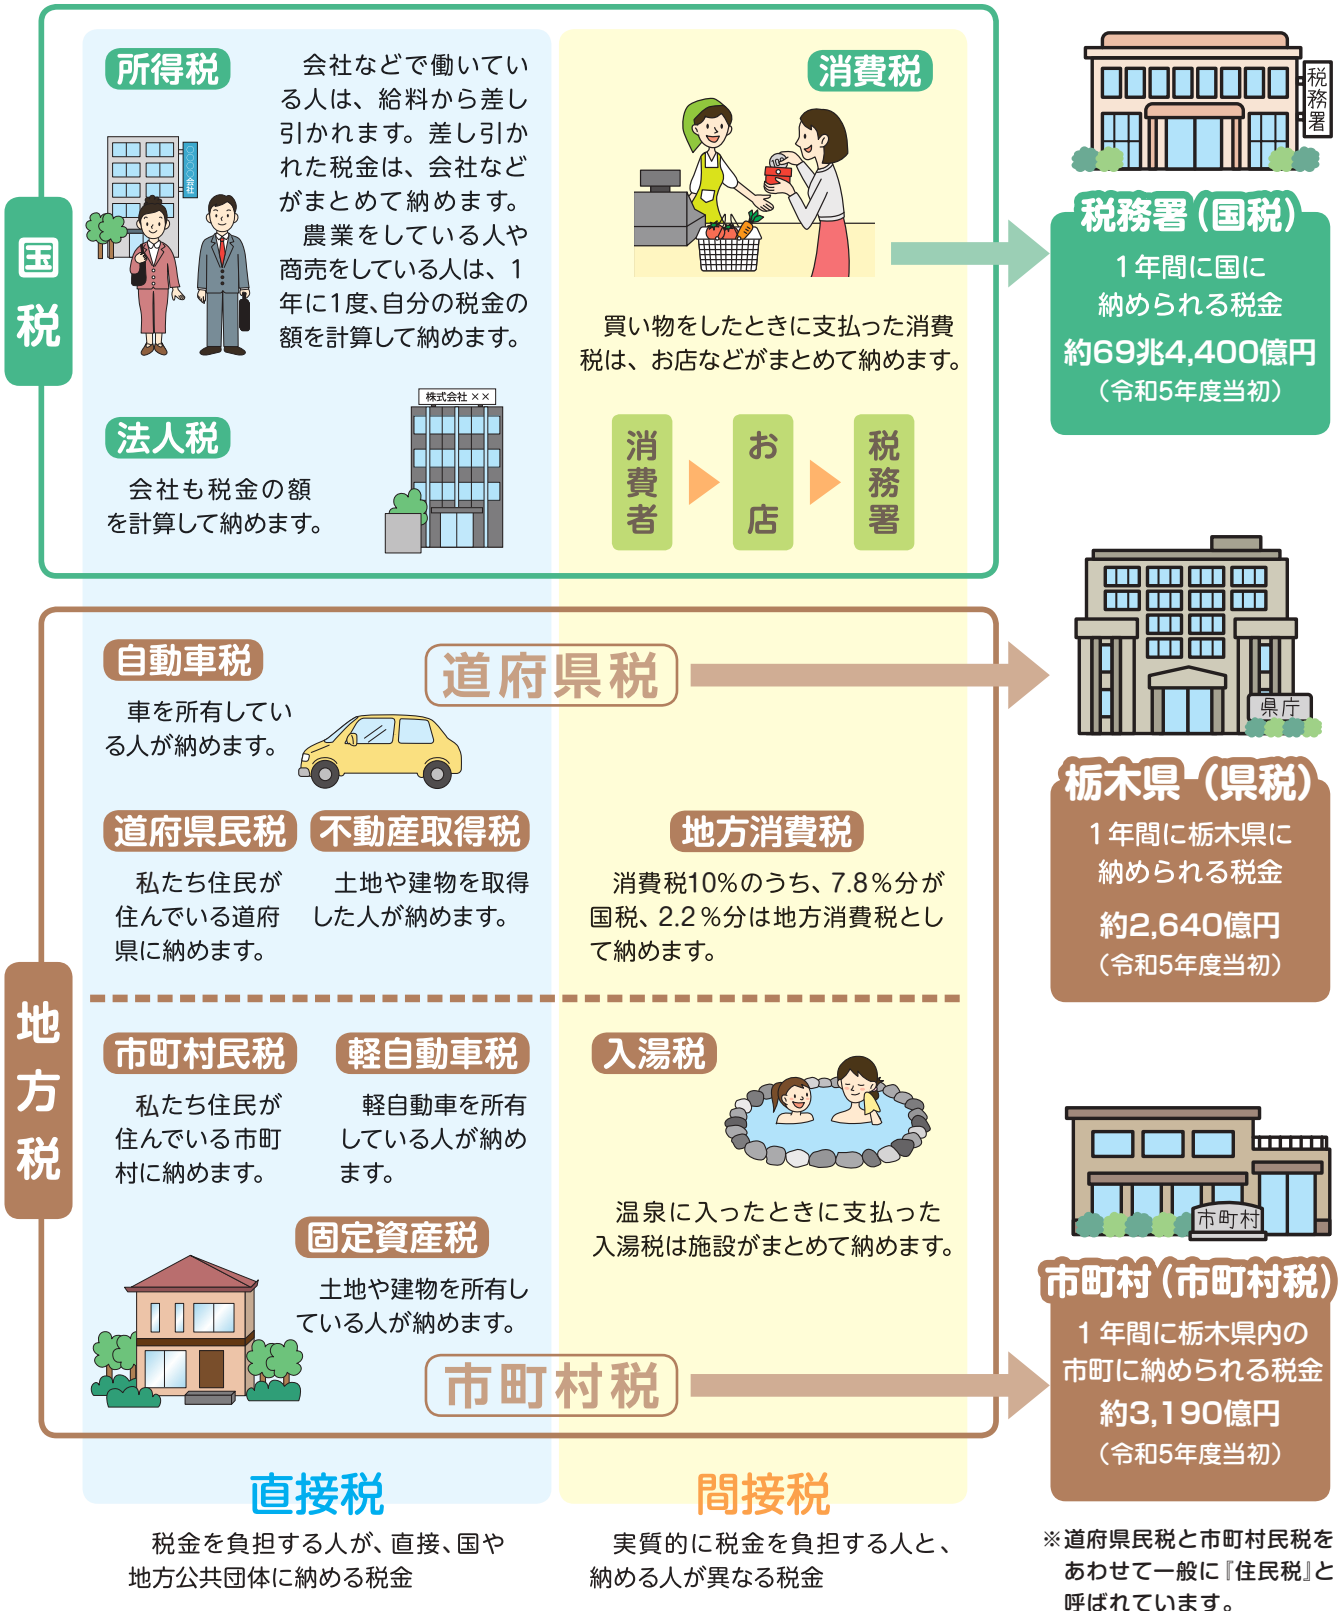 国税
所得税
会社などで働いてい
る人は、給料から差し
引かれます。差し引か
れた税金は、会社など
がまとめて納めます。
農業をしている人や
商売をしている人は、1
年に1度、自分の税金の
額を計算して納めます。
○○○○会社
法人税
会社も税金の額
を計算して納めます。
株式会社××
消費税
買い物をしたときに支払った消費
税は、お店などがまとめて納めます。
消費者
お店
税務署
税務署
税務署（国税）
1年間に国に
納められる税金
約69兆4,400億円
（令和5年度当初）
地方税
道府県税
自動車税
車を所有してい
る人が納めます。
道府県民税
私たち住民が
住んでいる道府
県に納めます。
不動産取得税
土地や建物を取得
した人が納めます。
地方消費税
消費税10％のうち、7.8％分が
国税、2.2％分は地方消費税とし
て納めます。
県庁
栃木県（県税）
1年間に栃木県に
納められる税金
約2,640億円
（令和5年度当初）
市町村民税
私たち住民が
住んでいる市町
村に納めます。
軽自動車税
軽自動車を所有
している人が納め
ます。
固定資産税
土地や建物を所有し
ている人が納めます。
入湯税
温泉に入ったときに支払った
入湯税は施設がまとめて納めます。
市町村税
市町村
市町村（市町村税）
1年間に栃木県内の
市町に納められる税金
約3,190億円
（令和5年度当初）
直接税
税金を負担する人が、直接、国や
地方公共団体に納める税金
間接税
実質的に税金を負担する人と、
納める人が異なる税金
※道府県民税と市町村民税を
あわせて一般に『住民税』と
呼ばれています。